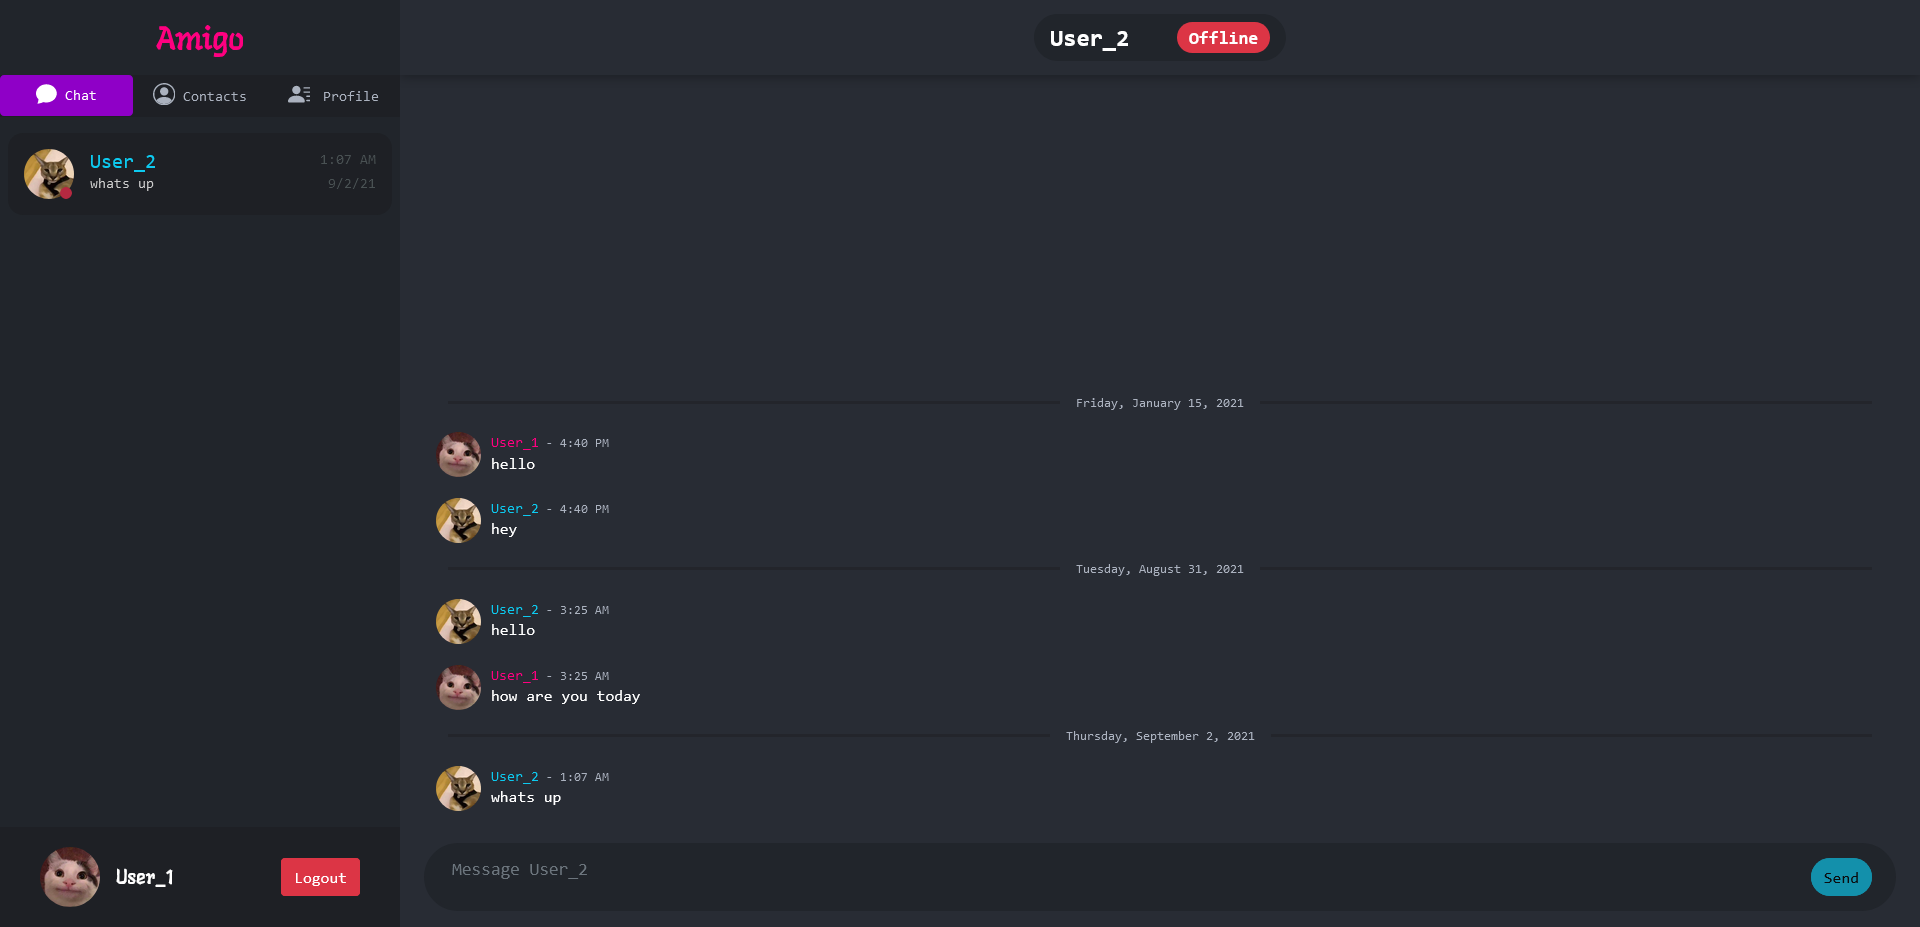 Amigo
Chat
Contacts
Profile
User_2
1:07 AM
whats up
9/2/21
User_1
Logout
User_2
Offline
Friday, January 15, 2021
User_1 - 4:40 PM
hello
User_2 - 4:40 PM
hey
Tuesday, August 31, 2021
User_2 - 3:25 AM
hello
User_1 - 3:25 AM
how are you today
Thursday, September 2, 2021
User_2 - 1:07 AM
whats up
Message User_2
Send